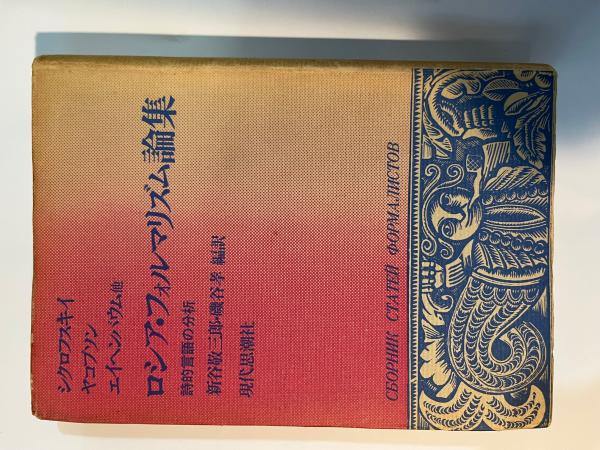 シクロフスキイ
ヤコブソン
エイヘンバウム他
ロシア・フォルマリズム論集
詩的言語の分析
新谷敬三郎・磯谷孝 編訳
現代思潮社
СБОРНИК СТАТЕЙ ФОРМАЛИСТОВ